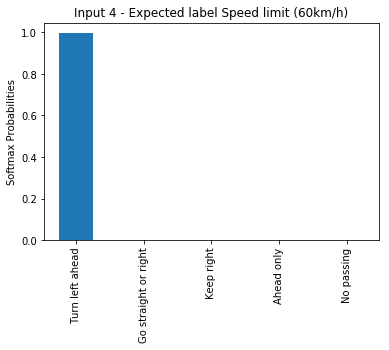 Input 4 - Expected label Speed limit (60km/h)
Softmax Probabilities
1.0
0.8
0.6
0.4
0.2
0.0
Turn left ahead
Go straight or right
Keep right
Ahead only
No passing